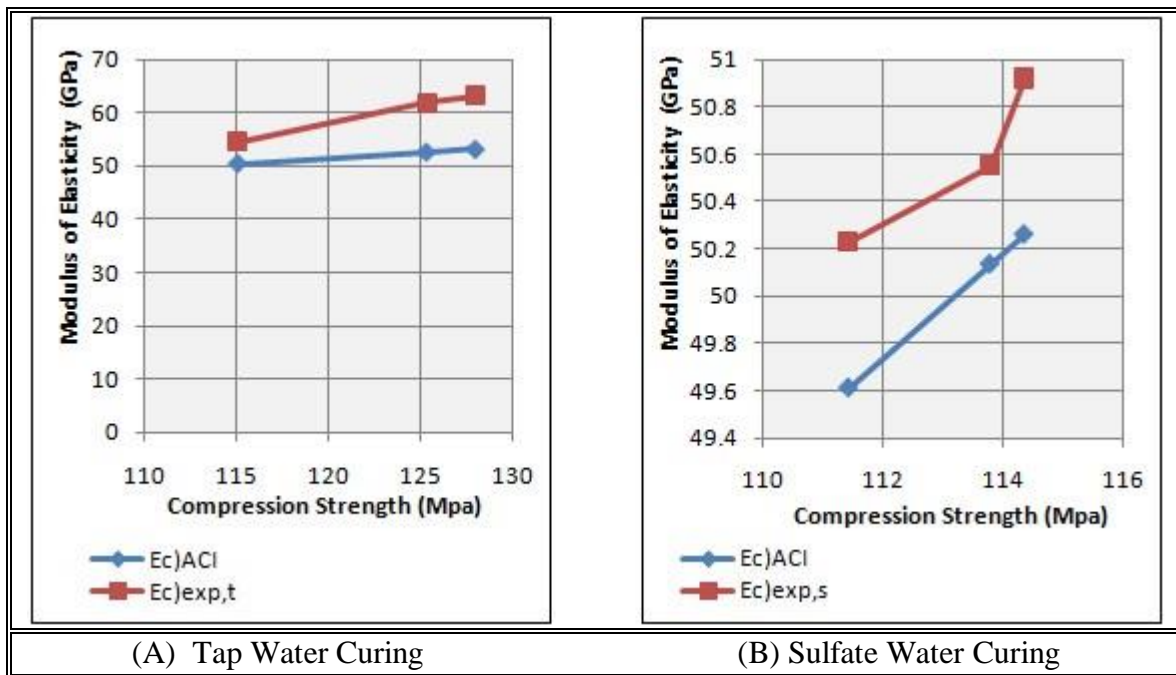 Modulus of Elasticity (GPa)
70
60
50
40
30
20
10
0
110 115 120 125 130
Compression Strength (Mpa)
Ec)ACI
Ec)exp,t
Modulus of Elasticity (GPa)
51
50.8
50.6
50.4
50.2
50
49.8
49.6
49.4
110 112 114 116
Compression Strength (Mpa)
Ec)ACI
Ec)exp,s
(A) Tap Water Curing
(B) Sulfate Water Curing